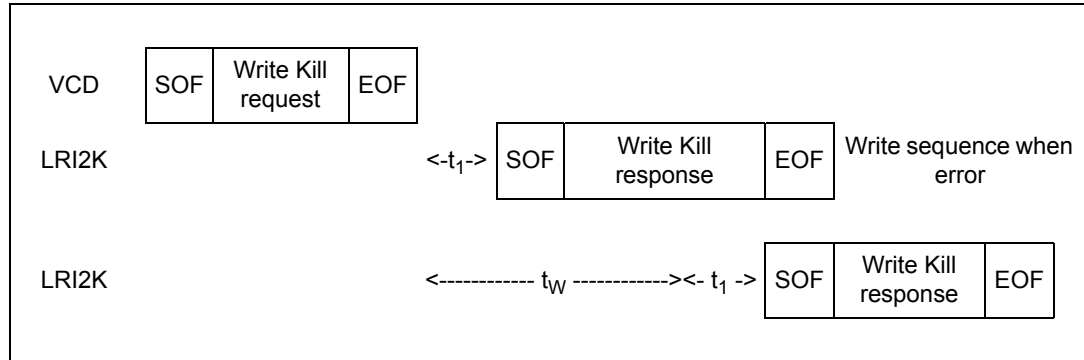 VCD SOF Write Kill request EOF
LRI2K <-t1-> SOF Write Kill response EOF Write sequence when error
LRI2K <------------ tW ------------><- t1 -> SOF Write Kill response EOF